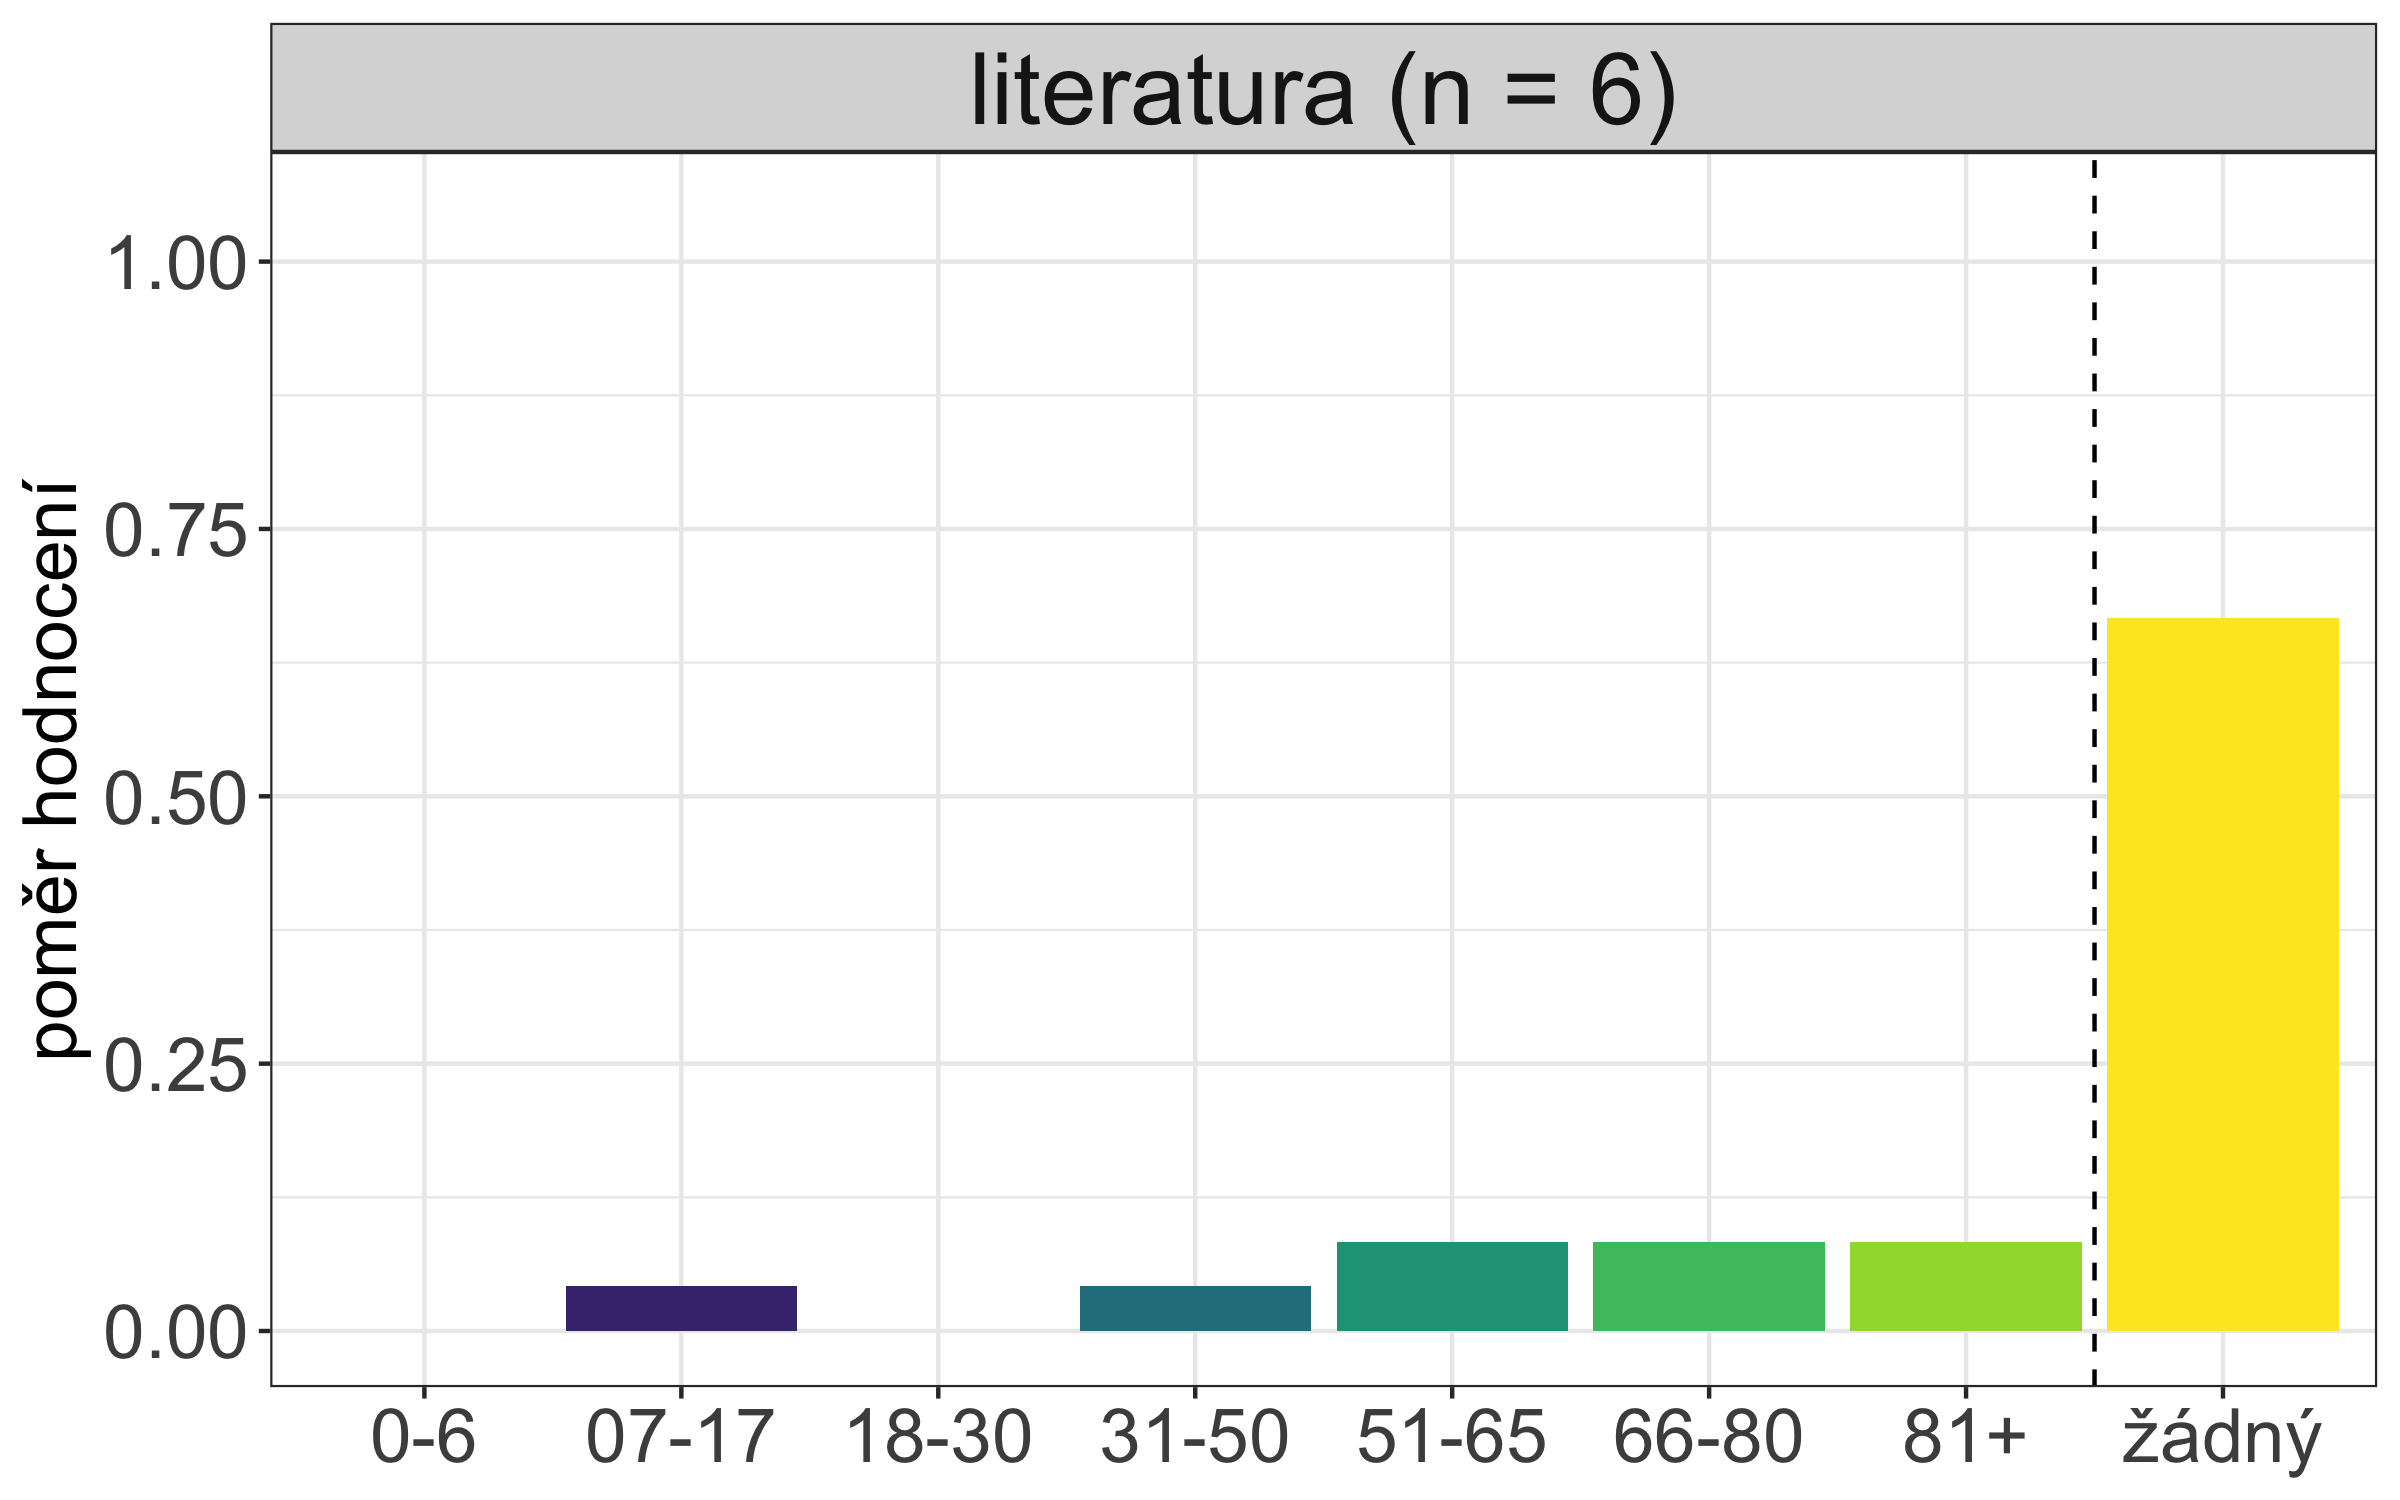 literatura (n = 6)
poměr hodnocení
1.00
0.75
0.50
0.25
0.00
0-6 07-17 18-30 31-50 51-65 66-80 81+ žádný